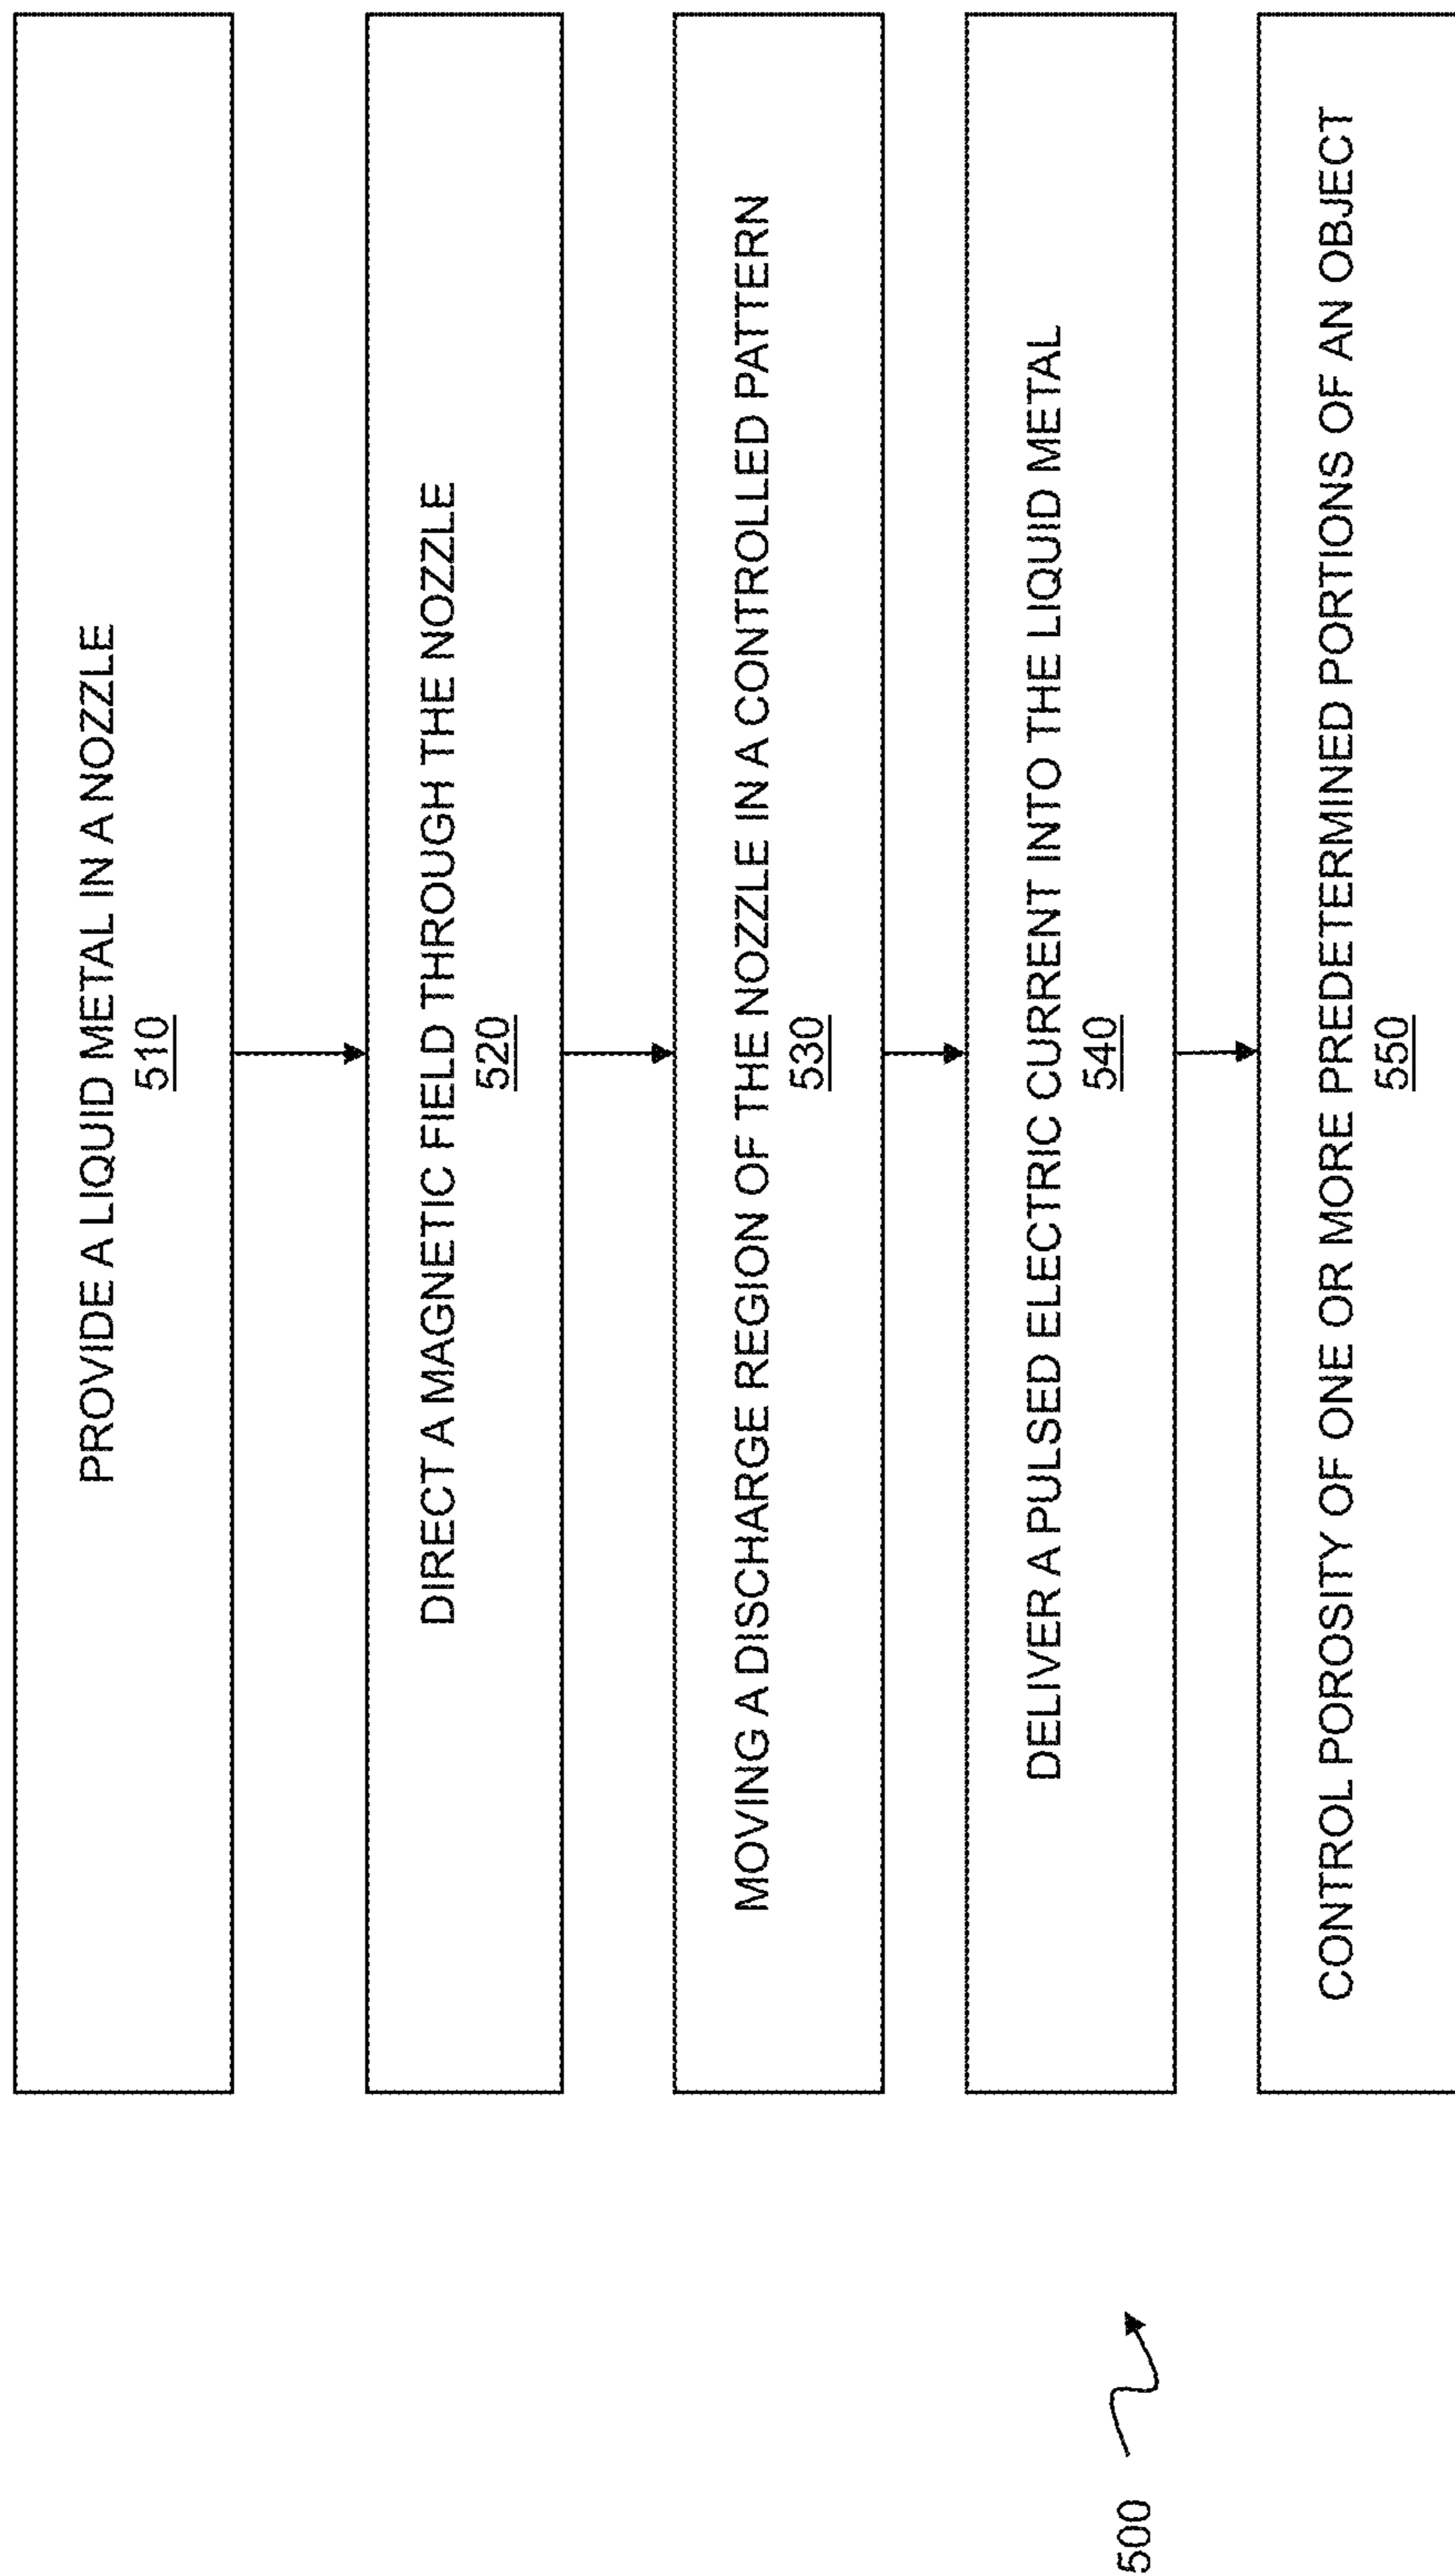 PROVIDE A LIQUID METAL IN A NOZZLE
510
DIRECT A MAGNETIC FIELD THROUGH THE NOZZLE
520
MOVING A DISCHARGE REGION OF THE NOZZLE IN A CONTROLLED PATTERN
530
DELIVER A PULSED ELECTRIC CURRENT INTO THE LIQUID METAL
540
CONTROL POROSITY OF ONE OR MORE PREDETERMINED PORTIONS OF AN OBJECT
550
500